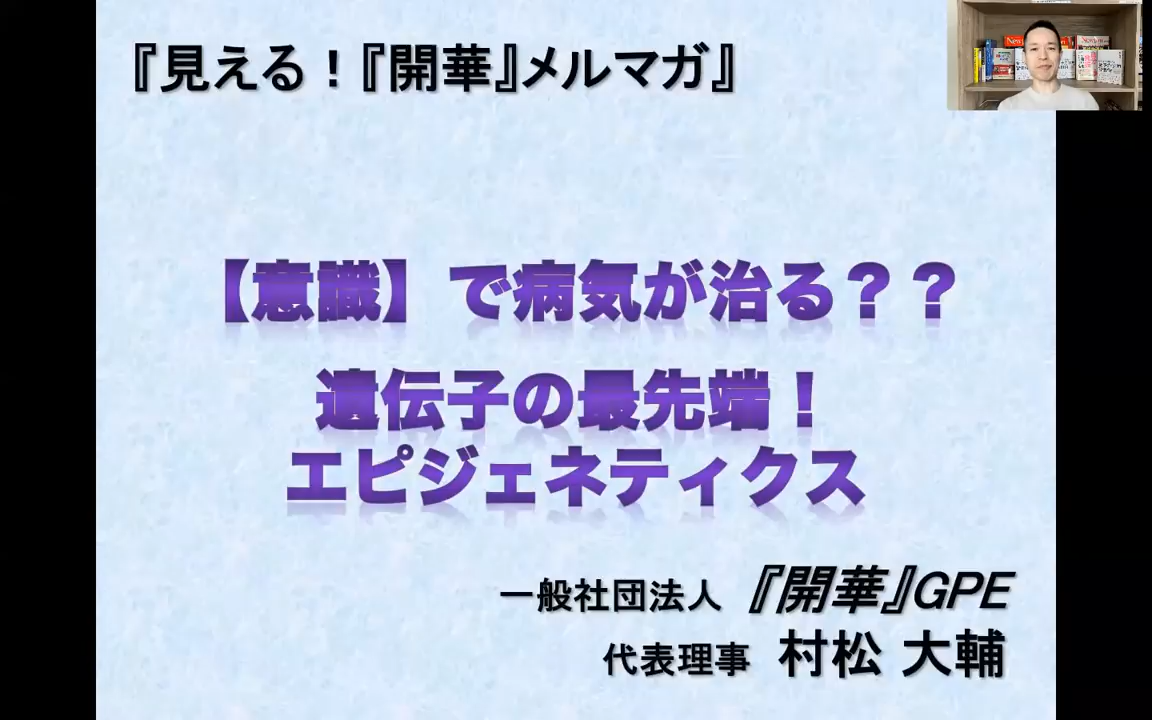 『見える！『開華』メルマガ』
【意識】で病気が治る？？
遺伝子の最先端！
エピジェネティクス
一般社団法人 『開華』GPE
代表理事 村松 大輔